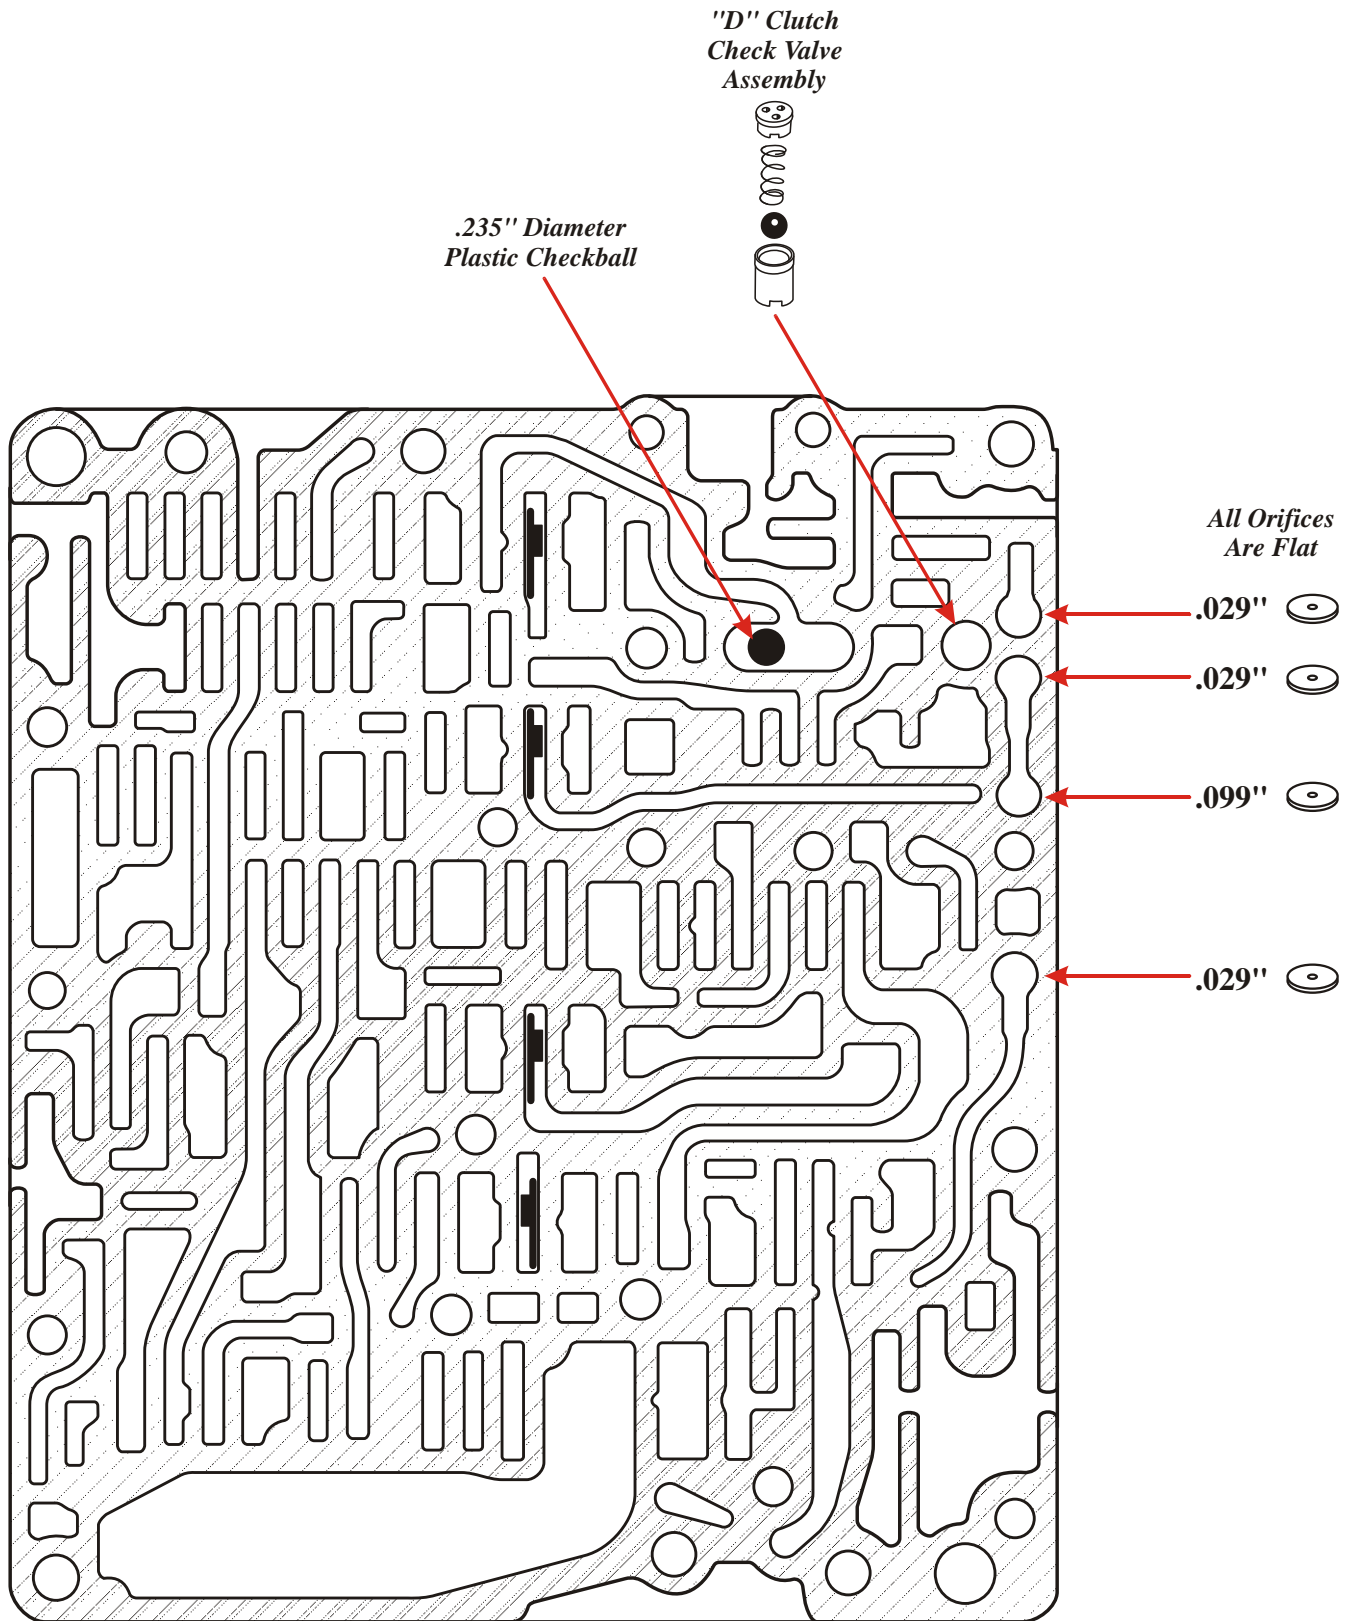 "D" Clutch
Check Valve
Assembly
.235" Diameter
Plastic Checkball
All Orifices
Are Flat
.029"
.029"
.099"
.029"